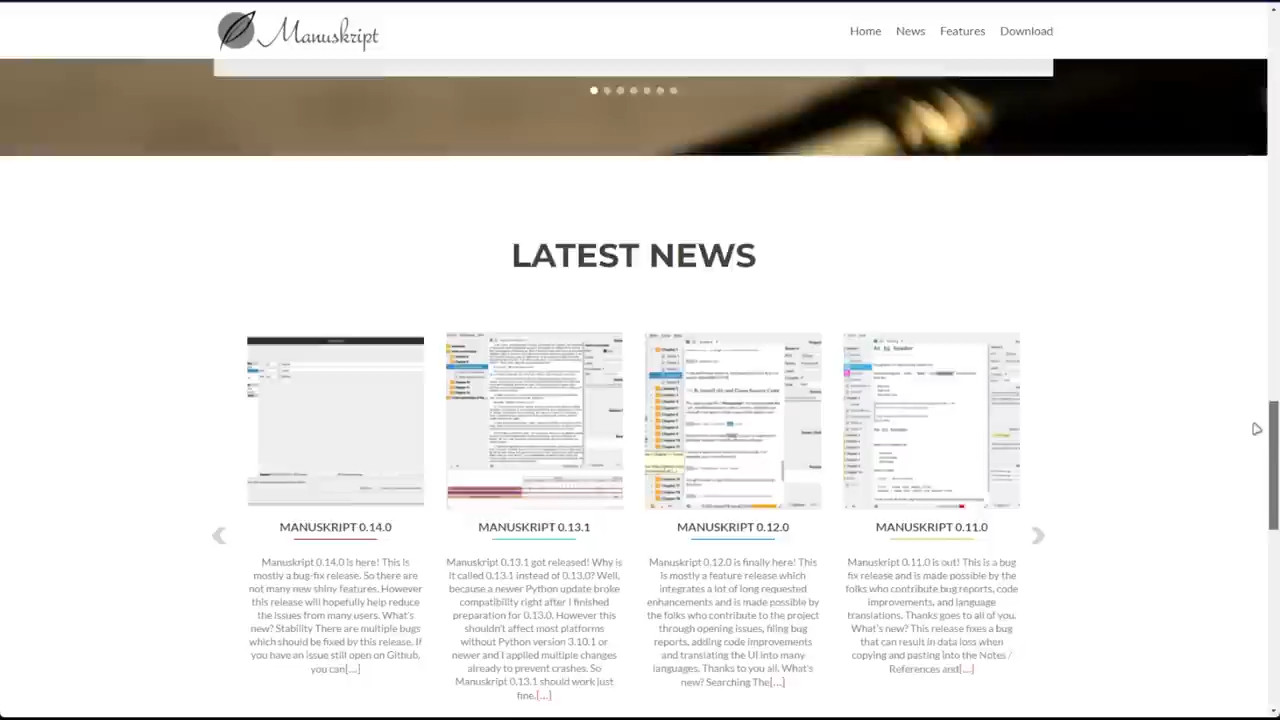 Manuskript
Home News Features Download
LATEST NEWS
MANUSKRIPT 0.14.0
Manuskript 0.14.0 is here! This is
mostly a bug-fix release. So there are
not many new shiny features. However
this release will hopefully help reduce
the issues from many users. What's
new? Stability There are multiple bugs
which should be fixed by this release. If
you have an issue still open on Github,
you can[...]
MANUSKRIPT 0.13.1
Manuskript 0.13.1 got released! Why is
it called 0.13.1 instead of 0.13.0? Well,
because a newer Python update broke
compatibility right after I finished
preparation for 0.13.0. However this
shouldn't affect most platforms
without Python version 3.10.1 or
newer and I applied multiple changes
already to prevent crashes. So
Manuskript 0.13.1 should work just
fine.[...]
MANUSKRIPT 0.12.0
Manuskript 0.12.0 is finally here! This
is mostly a feature release which
integrates a lot of long requested
enhancements and is made possible by
the folks who contribute to the project
through opening issues, filing bug
reports, adding code improvements
and translating the UI into many
languages. Thanks to you all. What's
new? Searching The[...]
MANUSKRIPT 0.11.0
Manuskript 0.11.0 is out! This is a bug
fix release and is made possible by the
folks who contribute bug reports, code
improvements, and language
translations. Thanks goes to all of you.
What's new? This release fixes a bug
that can result in data loss when
copying and pasting into the Notes /
References and[...]